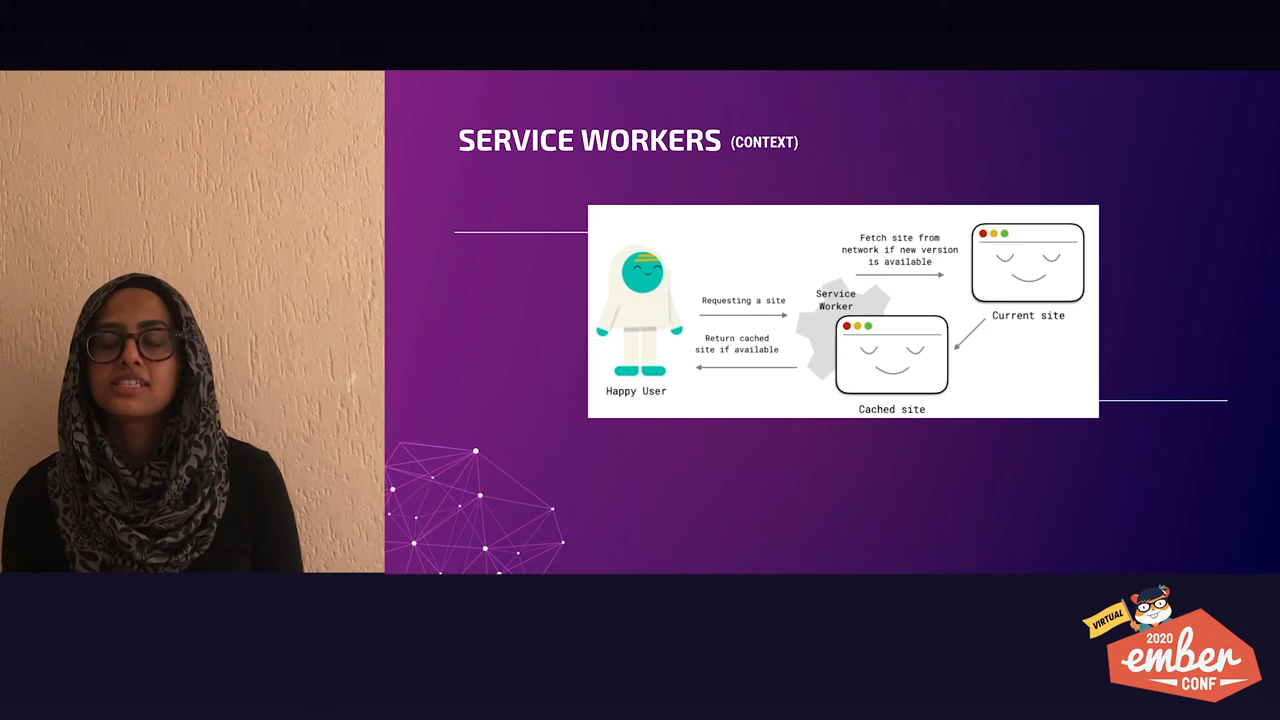 SERVICE WORKERS (CONTEXT)
Fetch site from
network if new version
is available
Service
Worker
Requesting a site
Return cached
site if available
Current site
Happy User
Cached site
VIRTUAL
2020
ember
CONF